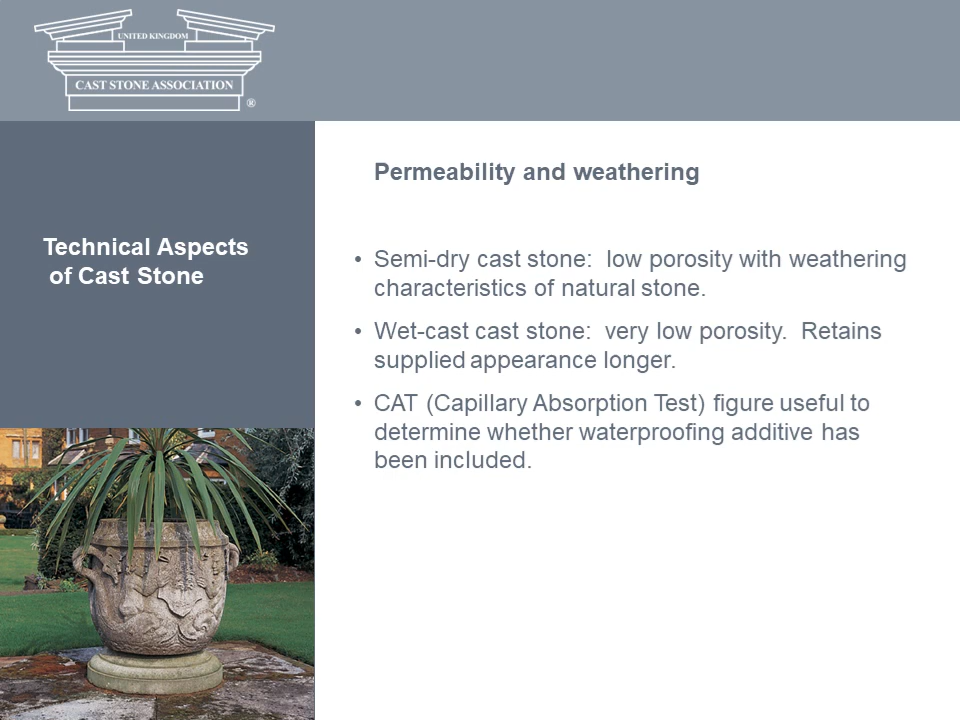 UNITED KINGDOM
CAST STONE ASSOCIATION
®
Technical Aspects
of Cast Stone
Permeability and weathering
• Semi-dry cast stone:  low porosity with weathering
characteristics of natural stone.
• Wet-cast cast stone:  very low porosity.  Retains
supplied appearance longer.
• CAT (Capillary Absorption Test) figure useful to
determine whether waterproofing additive has
been included.